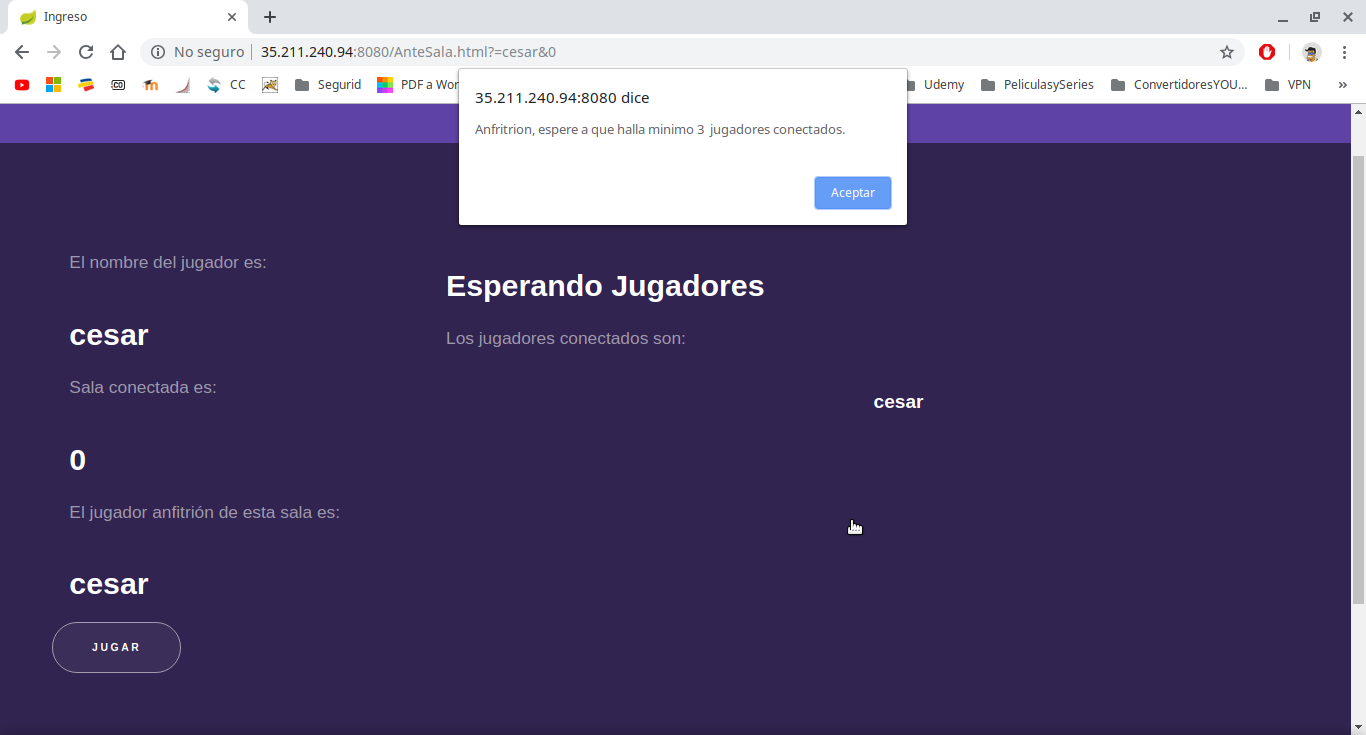 Ingreso
No seguro
35.211.240.94:8080/AnteSala.html?=cesar&0
CC
Segurid
PDF a Wor
Udemy
PeliculasySeries
ConvertidoresYOU...
VPN
»
35.211.240.94:8080 dice
Anfritrion, espere a que halla minimo 3 jugadores conectados.
Aceptar
El nombre del jugador es:
cesar
Sala conectada es:
0
El jugador anfitrión de esta sala es:
cesar
JUGAR
Esperando Jugadores
Los jugadores conectados son:
cesar